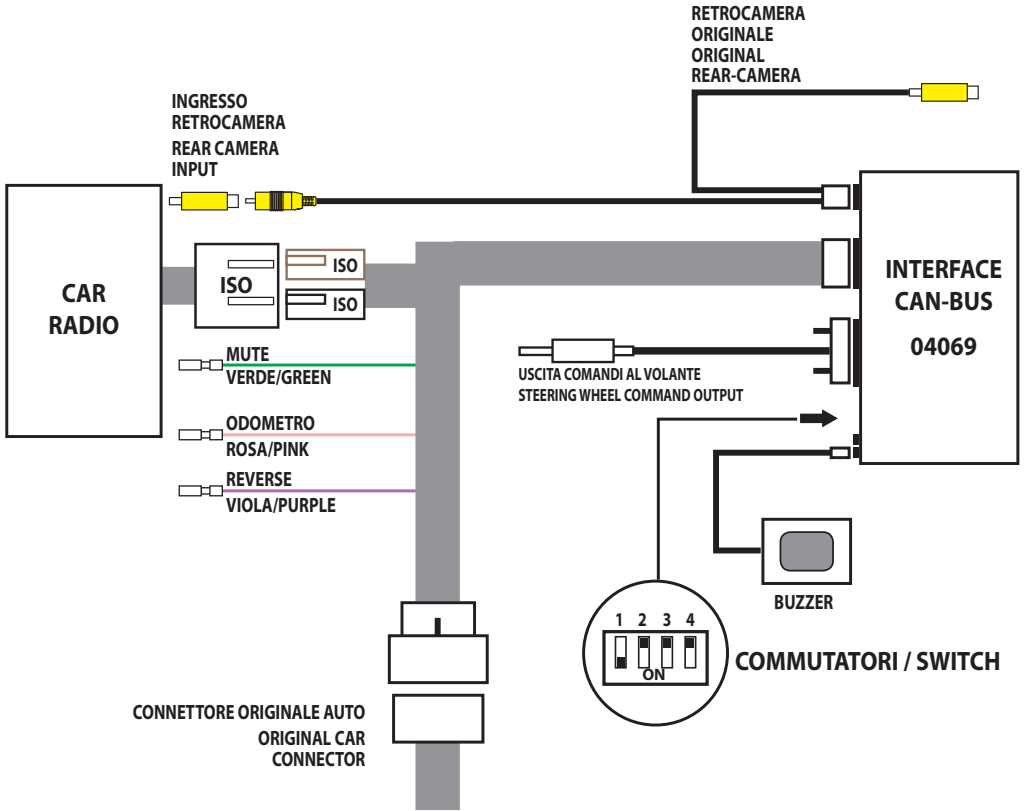 RETROCAMERA
ORIGINALE
ORIGINAL
REAR-CAMERA
INGRESSO
RETROCAMERA
REAR CAMERA
INPUT
CAR
RADIO
ISO
ISO
ISO
INTERFACE
CAN-BUS
04069
MUTE
VERDE/GREEN
USCITA COMANDI AL VOLANTE
STEERING WHEEL COMMAND OUTPUT
ODOMETRO
ROSA/PINK
REVERSE
VIOLA/PURPLE
BUZZER
1 2 3 4
ON
COMMUTATORI / SWITCH
CONNETTORE ORIGINALE AUTO
ORIGINAL CAR
CONNECTOR